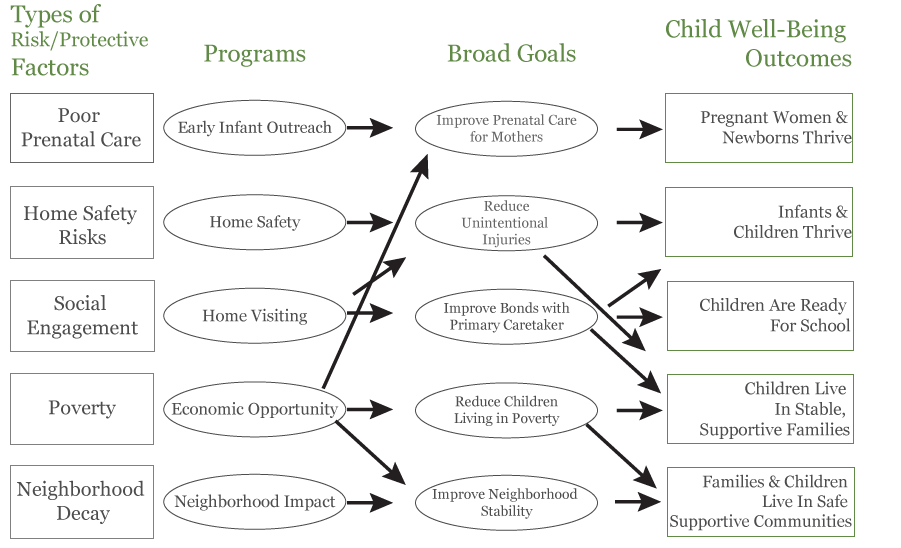 Types of
Risk/Protective
Factors
Programs
Broad Goals
Child Well-Being
Outcomes
Poor
Prenatal Care
Early Infant Outreach
Improve Prenatal Care
for Mothers
Pregnant Women &
Newborns Thrive
Home Safety
Risks
Home Safety
Reduce
Unintentional
Injuries
Infants &
Children Thrive
Social
Engagement
Home Visiting
Improve Bonds with
Primary Caretaker
Children Are Ready
For School
Poverty
Economic Opportunity
Reduce Children
Living in Poverty
Children Live
In Stable,
Supportive Families
Neighborhood
Decay
Neighborhood Impact
Improve Neighborhood
Stability
Families & Children
Live In Safe
Supportive Communities